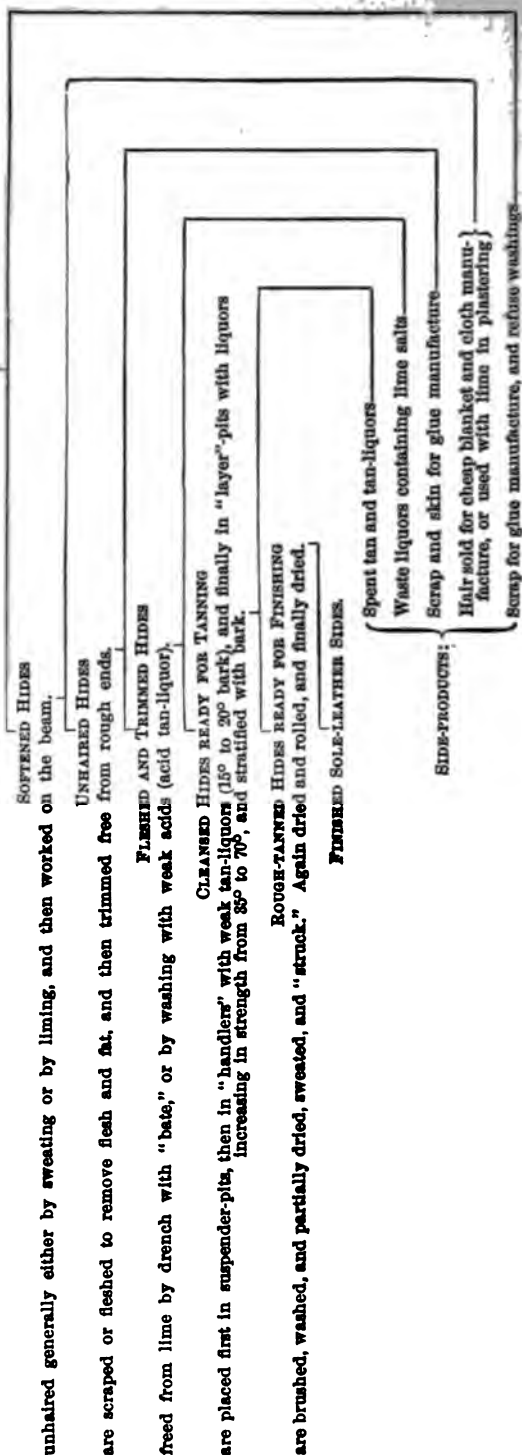 SOFTENED HIDES
unhaired generally either by sweating or by liming, and then worked on the beam.
UNHAIRED HIDES
are scraped or fleshed to remove flesh and fat, and then trimmed free from rough ends.
FLESHED AND TRIMMED HIDES
freed from lime by drench with "bate," or by washing with weak acids (acid tan-liquor).
CLEANSED HIDES READY FOR TANNING
are placed first in suspender-pits, then in "handlers" with weak tan-liquors (15° to 20° bark), and finally in "layer"-pits with liquors
increasing in strength from 35° to 70°, and stratified with bark.
ROUGH-TANNED HIDES READY FOR FINISHING
are brushed, washed, and partially dried, sweated, and "struck." Again dried and rolled, and finally dried.
FINISHED SOLE-LEATHER SIDES.
SIDE-PRODUCTS:
Spent tan and tan-liquors
Waste liquors containing lime salts
Scrap and skin for glue manufacture
Hair sold for cheap blanket and cloth manu-
facture, or used with lime in plastering
Scrap for glue manufacture, and refuse washings